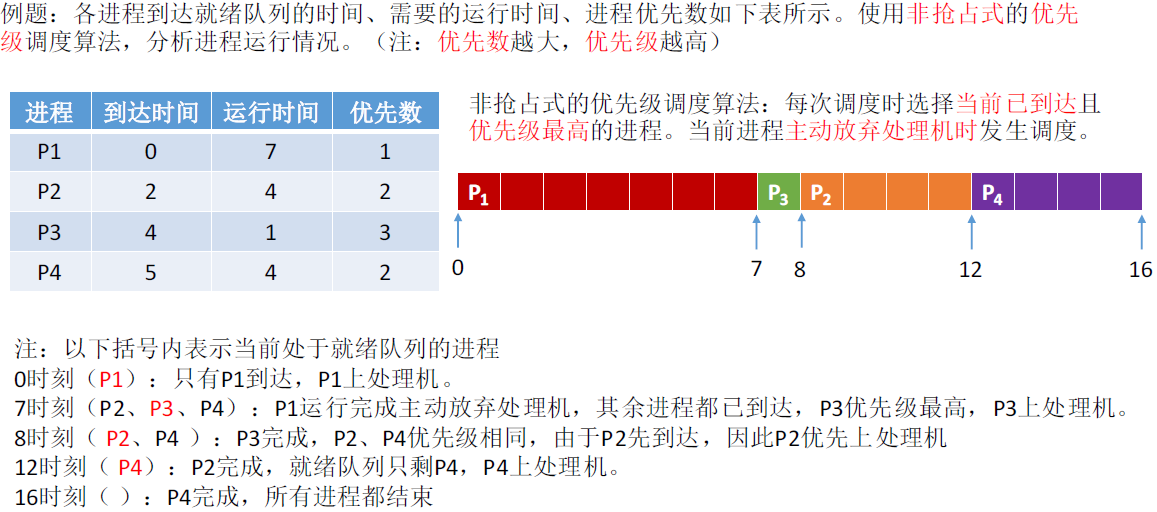 例题：各进程到达就绪队列的时间、需要的运行时间、进程优先数如下表所示。使用非抢占式的优先
级调度算法，分析进程运行情况。（注：优先数越大，优先级越高）
进程 到达时间 运行时间 优先数
P1 0 7 1
P2 2 4 2
P3 4 1 3
P4 5 4 2
非抢占式的优先级调度算法：每次调度时选择当前已到达且
优先级最高的进程。当前进程主动放弃处理机时发生调度。
P1 P3 P2 P4
0 7 8 12 16
注：以下括号内表示当前处于就绪队列的进程
0时刻（P1）：只有P1到达，P1上处理机。
7时刻（P2、P3、P4）：P1运行完成主动放弃处理机，其余进程都已到达，P3优先级最高，P3上处理机。
8时刻（ P2、P4 ）：P3完成，P2、P4优先级相同，由于P2先到达，因此P2优先上处理机
12时刻（ P4）：P2完成，就绪队列只剩P4，P4上处理机。
16时刻（ ）：P4完成，所有进程都结束